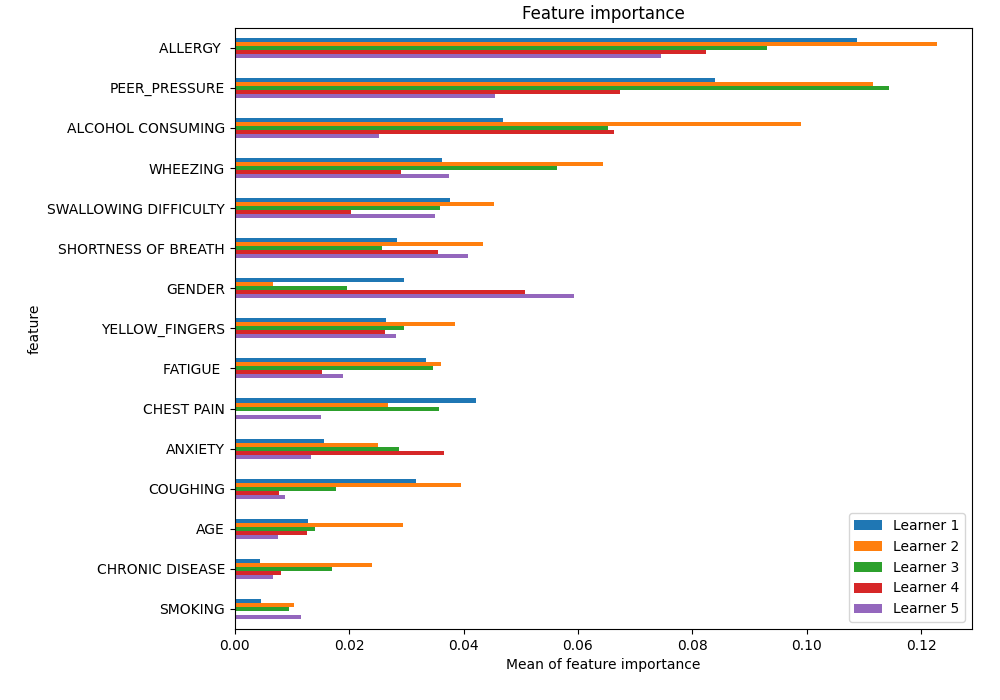 Feature importance
ALLERGY
PEER_PRESSURE
ALCOHOL CONSUMING
WHEEZING
SWALLOWING DIFFICULTY
SHORTNESS OF BREATH
GENDER
YELLOW_FINGERS
FATIGUE
CHEST PAIN
ANXIETY
COUGHING
AGE
CHRONIC DISEASE
SMOKING
feature
Learner 1
Learner 2
Learner 3
Learner 4
Learner 5
0.00 0.02 0.04 0.06 0.08 0.10 0.12
Mean of feature importance